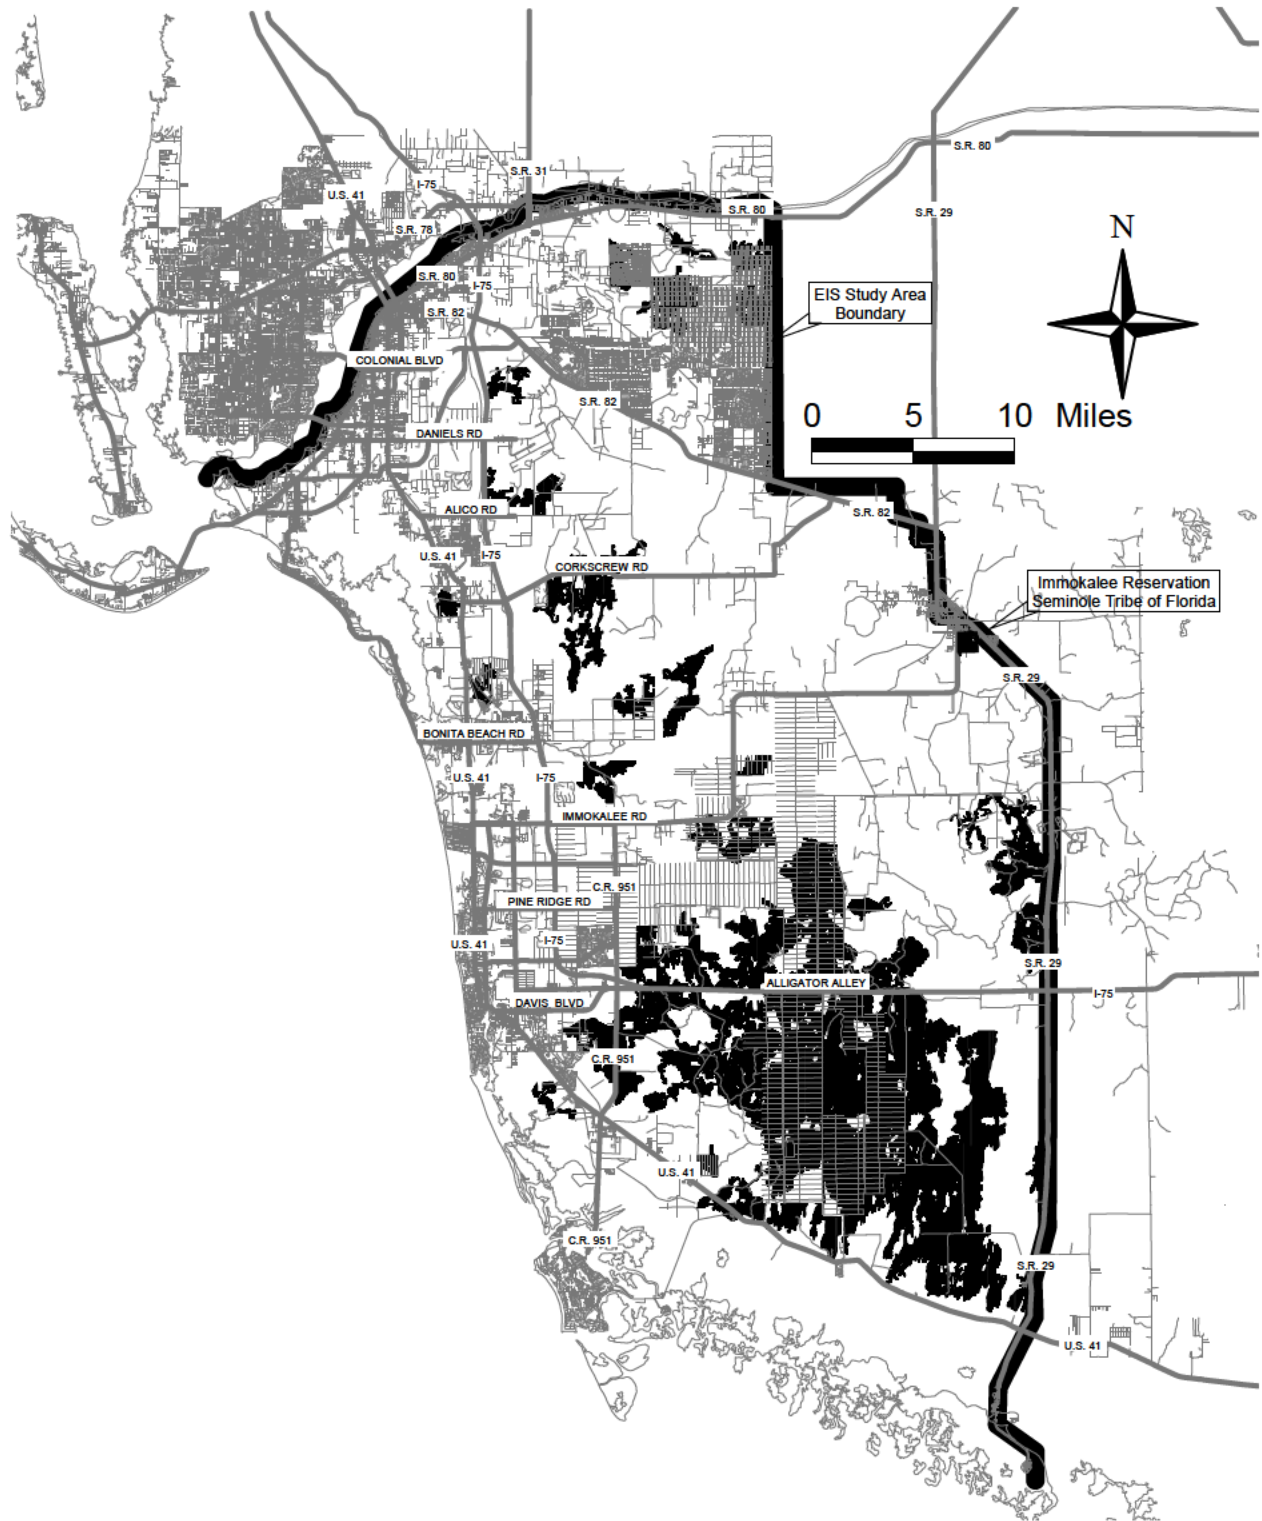 S.R. 80
S.R. 31
I-75
U.S. 41
S.R. 29
S.R. 80
S.R. 78
N
S.R. 80
I-75
EIS Study Area
Boundary
S.R. 82
COLONIAL BLVD
S.R. 82
0 5 10 Miles
DANIELS RD
ALICO RD
S.R. 82
U.S. 41
I-75
CORKSCREW RD
Immokalee Reservation
Seminole Tribe of Florida
S.R. 29
BONITA BEACH RD
U.S. 41
I-75
IMMOKALEE RD
C.R. 951
PINE RIDGE RD
U.S. 41
I-75
S.R. 29
ALLIGATOR ALLEY
I-75
DAVIS BLVD
C.R. 951
U.S. 41
C.R. 951
S.R. 29
U.S. 41